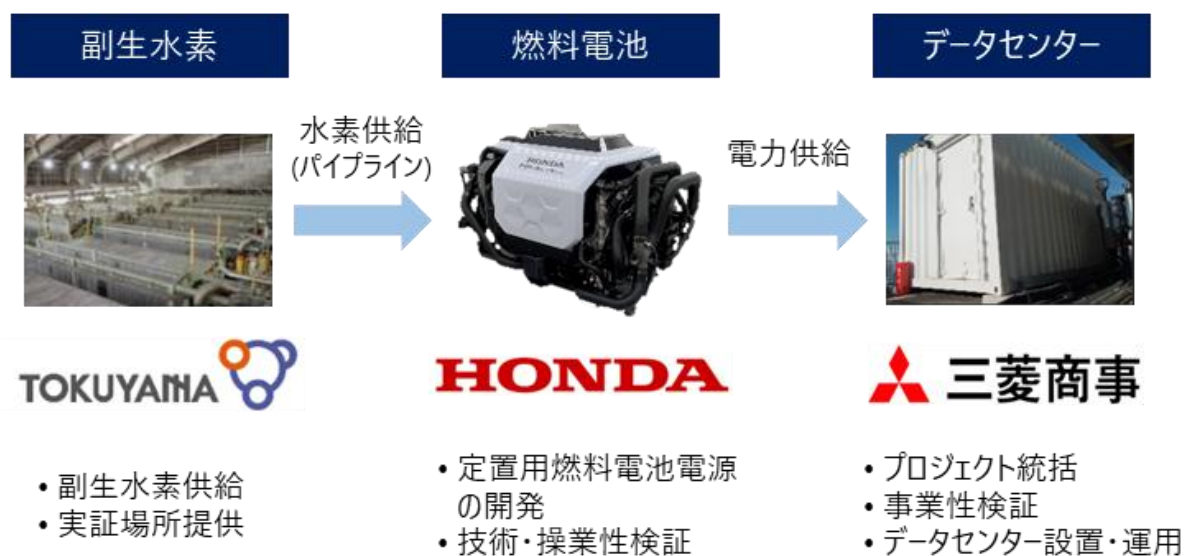 副生水素
燃料電池
データセンター
水素供給
(パイプライン)
電力供給
HONDA
TOKUYAMA
HONDA
三菱商事
• 副生水素供給
• 実証場所提供
• 定置用燃料電池電源
の開発
• 技術・操業性検証
• プロジェクト統括
• 事業性検証
• データセンター設置・運用